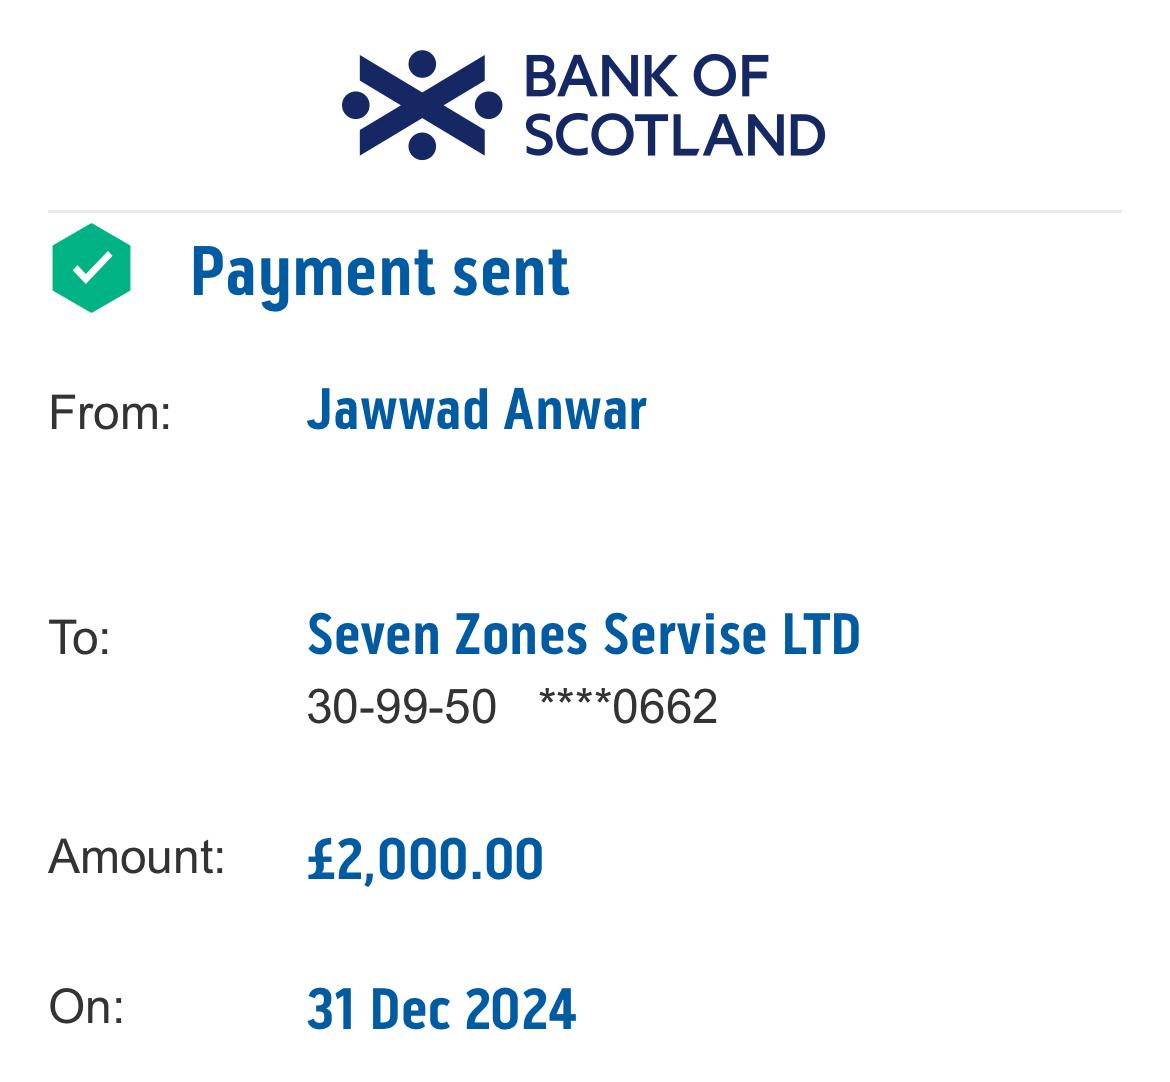 BANK OF
SCOTLAND
Payment sent
From: Jawwad Anwar
To: Seven Zones Servise LTD
30-99-50 ****0662
Amount: £2,000.00
On: 31 Dec 2024